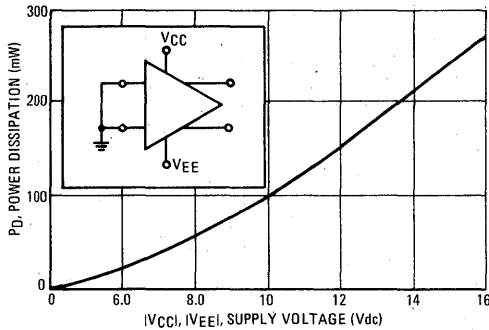 300
200
100
0
PD, POWER DISSIPATION (mW)
VCC
VEE
0 6.0 8.0 10 12 14 16
|VCC|, |VEE|, SUPPLY VOLTAGE (Vdc)